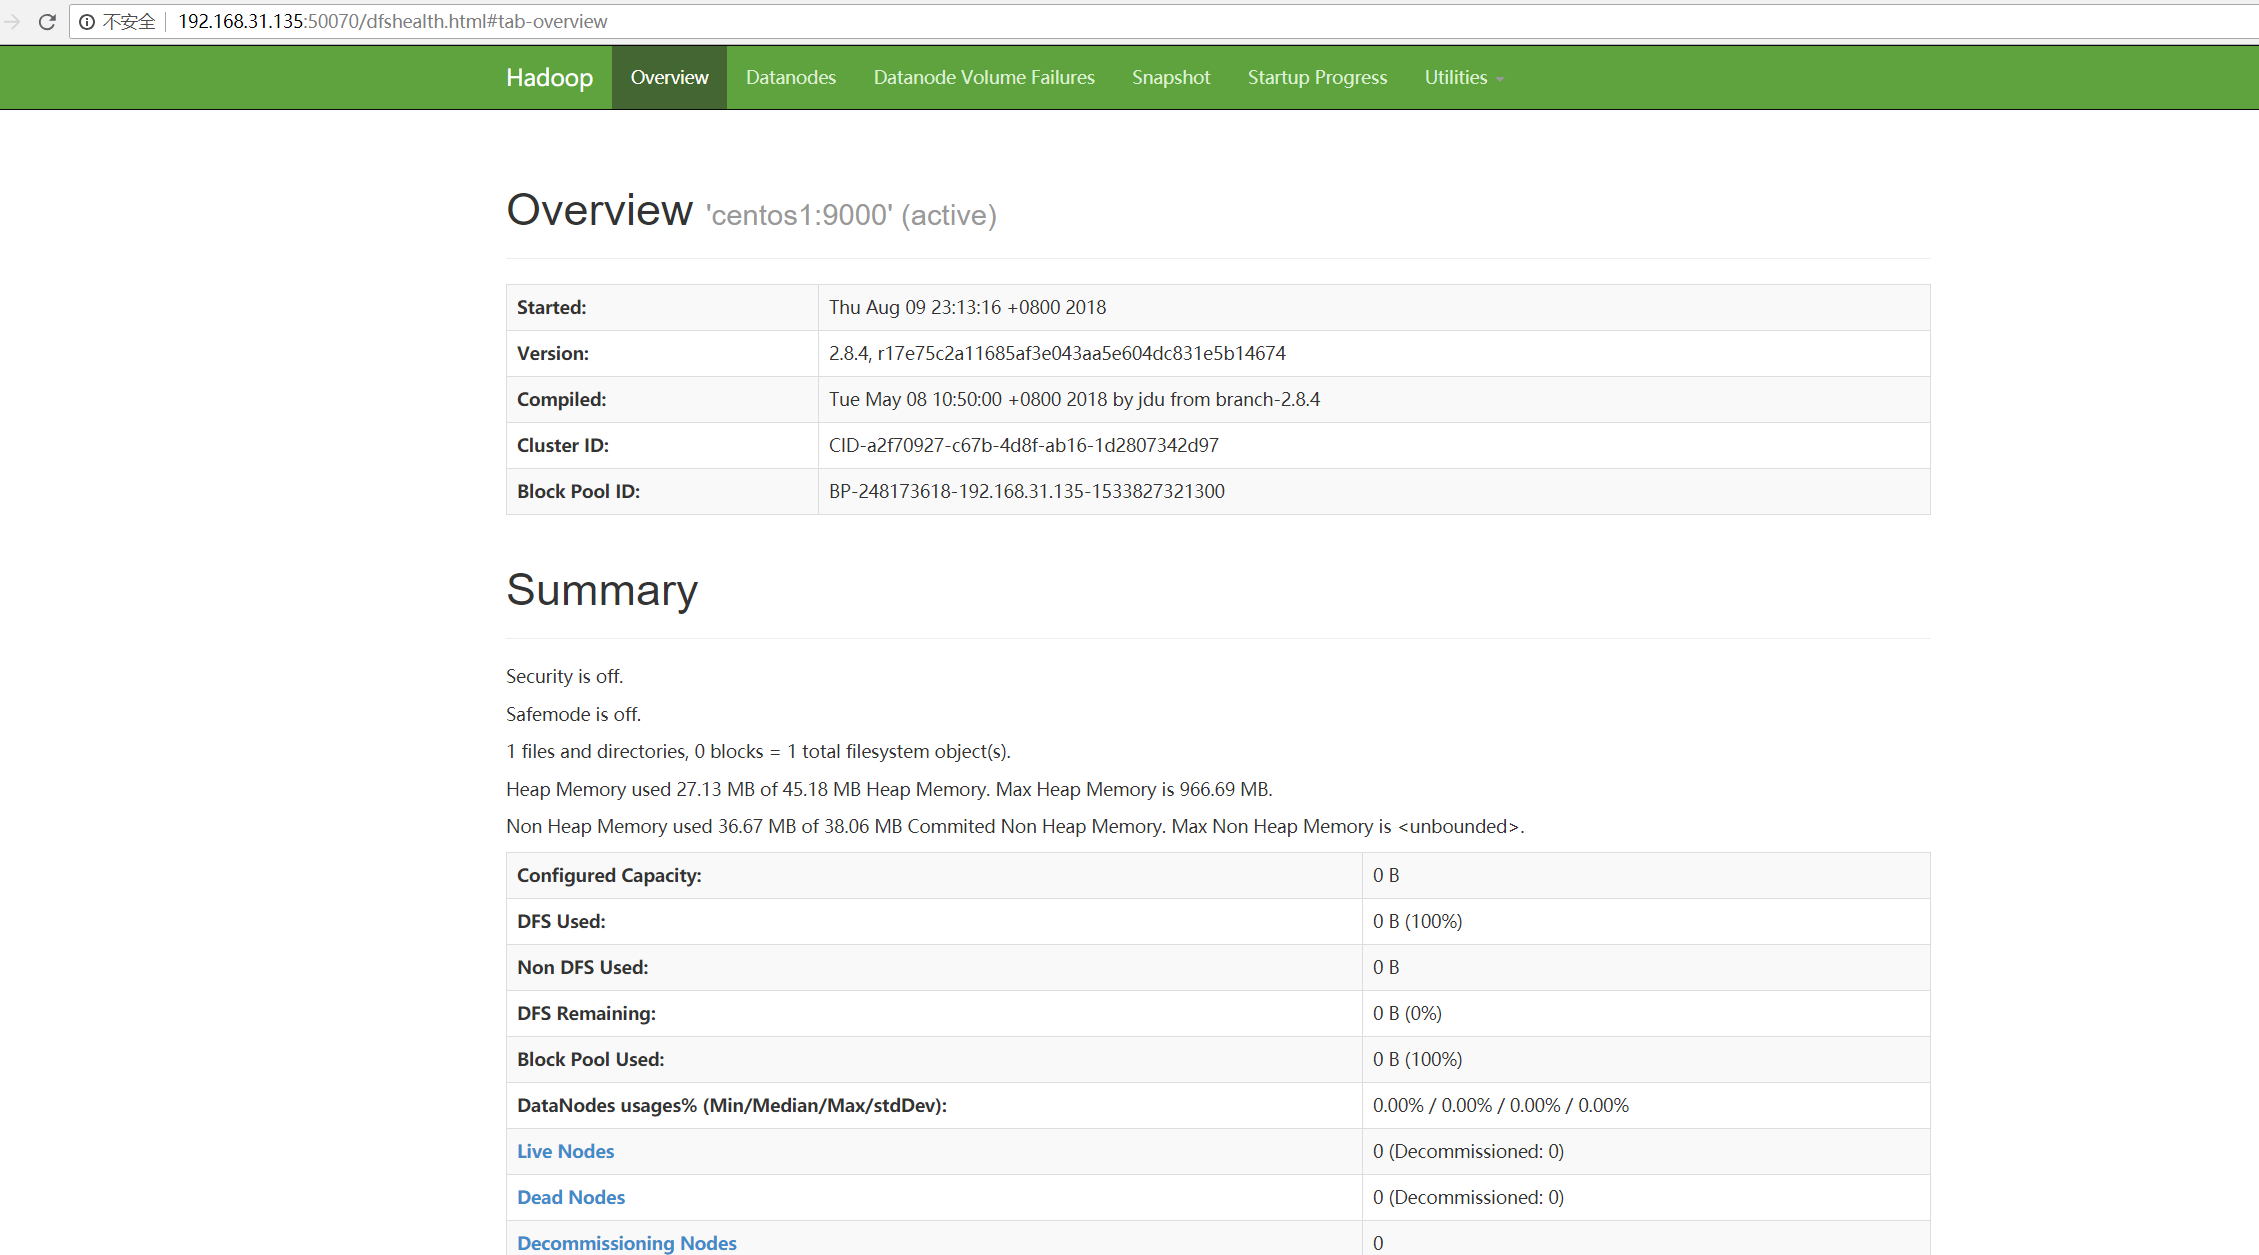 不安全 192.168.31.135:50070/dfshealth.html#tab-overview
Hadoop Overview Datanodes Datanode Volume Failures Snapshot Startup Progress Utilities
Overview 'centos1:9000' (active)
Started: Thu Aug 09 23:13:16 +0800 2018
Version: 2.8.4, r17e75c2a11685af3e043aa5e604dc831e5b14674
Compiled: Tue May 08 10:50:00 +0800 2018 by jdu from branch-2.8.4
Cluster ID: CID-a2f70927-c67b-4d8f-ab16-1d2807342d97
Block Pool ID: BP-248173618-192.168.31.135-1533827321300
Summary
Security is off.
Safemode is off.
1 files and directories, 0 blocks = 1 total filesystem object(s).
Heap Memory used 27.13 MB of 45.18 MB Heap Memory. Max Heap Memory is 966.69 MB.
Non Heap Memory used 36.67 MB of 38.06 MB Commited Non Heap Memory. Max Non Heap Memory is <unbounded>.
Configured Capacity: 0 B
DFS Used: 0 B (100%)
Non DFS Used: 0 B
DFS Remaining: 0 B (0%)
Block Pool Used: 0 B (100%)
DataNodes usages% (Min/Median/Max/stdDev): 0.00% / 0.00% / 0.00% / 0.00%
Live Nodes 0 (Decommissioned: 0)
Dead Nodes 0 (Decommissioned: 0)
Decommissioning Nodes 0